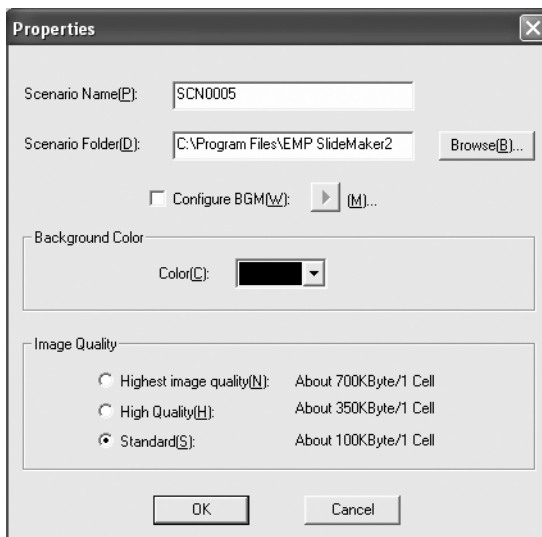 Properties
Scenario Name(P): SCN0005
Scenario Folder(D): C:\Program Files\EMP SlideMaker2 Browse(B)...
Configure BGM(W): (M)...
Background Color
Color(C):
Image Quality
Highest image quality(N): About 700KByte/1 Cell
High Quality(H): About 350KByte/1 Cell
Standard(S): About 100KByte/1 Cell
OK Cancel